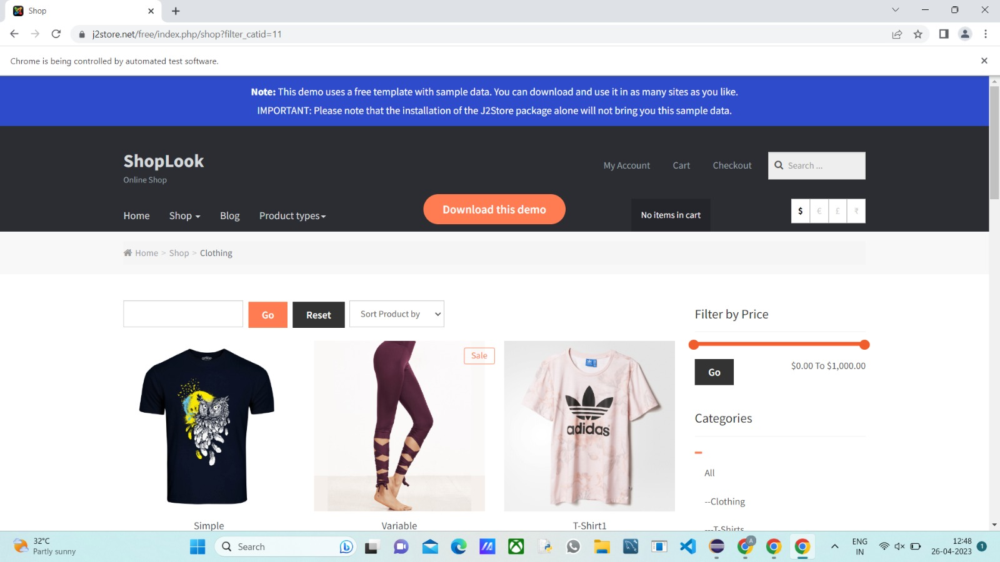 Shop
j2store.net/free/index.php/shop?filter_catid=11
Chrome is being controlled by automated test software.
Note: This demo uses a free template with sample data. You can download and use it in as many sites as you like.
IMPORTANT: Please note that the installation of the J2Store package alone will not bring you this sample data.
ShopLook
Online Shop
My Account Cart Checkout Search ...
Home Shop Blog Product types
Download this demo
No items in cart
$ € £ ₹
Home > Shop > Clothing
Go Reset Sort Product by
Filter by Price
Sale
Go $0.00 To $1,000.00
adidas
Categories
All
--Clothing
---T-Shirts
Simple Variable T-Shirt1
32°C
Partly sunny
Search
A
ENG
IN
12:48
26-04-2023
1